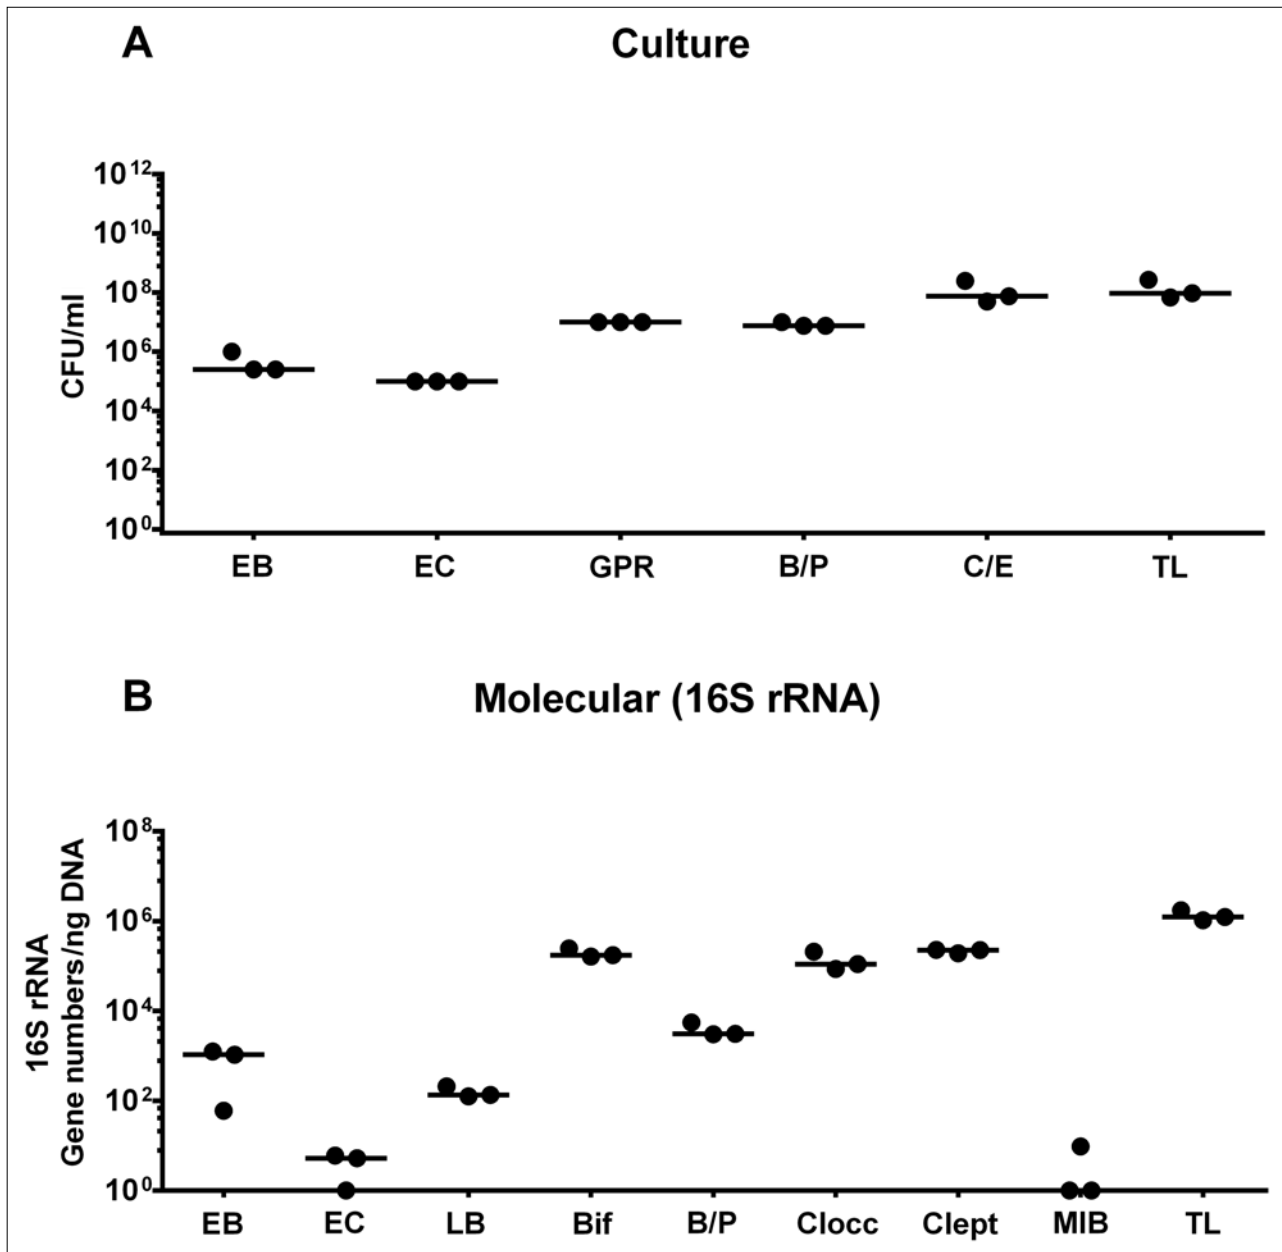 A
Culture
CFU/ml
10¹²
10¹⁰
10⁸
10⁶
10⁴
10²
10⁰
EB EC GPR B/P C/E TL
B
Molecular (16S rRNA)
16S rRNA
Gene numbers/ng DNA
10⁸
10⁶
10⁴
10²
10⁰
EB EC LB Bif B/P Clocc Clept MIB TL